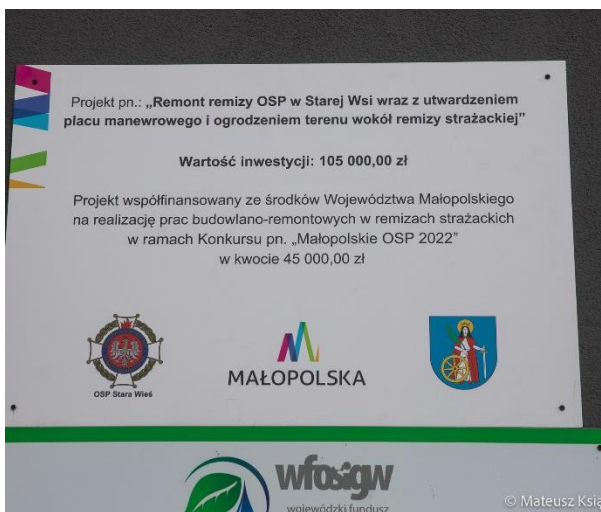 Projekt pn.: „Remont remizy OSP w Starej Wsi wraz z utwardzeniem
placu manewrowego i ogrodzeniem terenu wokół remizy strażackiej”
Wartość inwestycji: 105 000,00 zł
Projekt współfinansowany ze środków Województwa Małopolskiego
na realizację prac budowlano-remontowych w remizach strażackich
w ramach Konkursu pn. „Małopolskie OSP 2022”
w kwocie 45 000,00 zł
OSP Stara Wieś
MAŁOPOLSKA
wfosigw
wojewódzki fundusz
© Mateusz Ksią